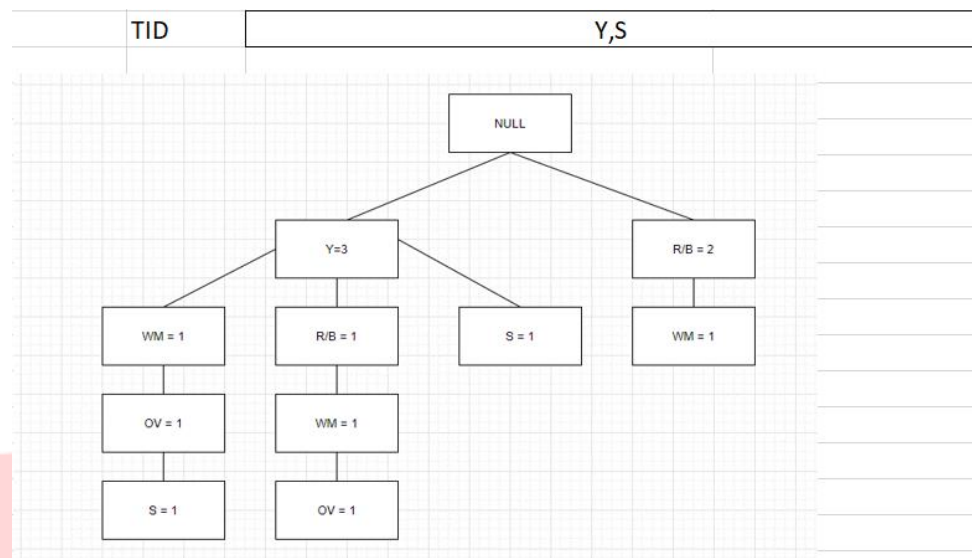 TID Y,S
NULL
Y=3 R/B = 2
WM = 1 R/B = 1 S = 1 WM = 1
OV = 1 WM = 1
S = 1 OV = 1